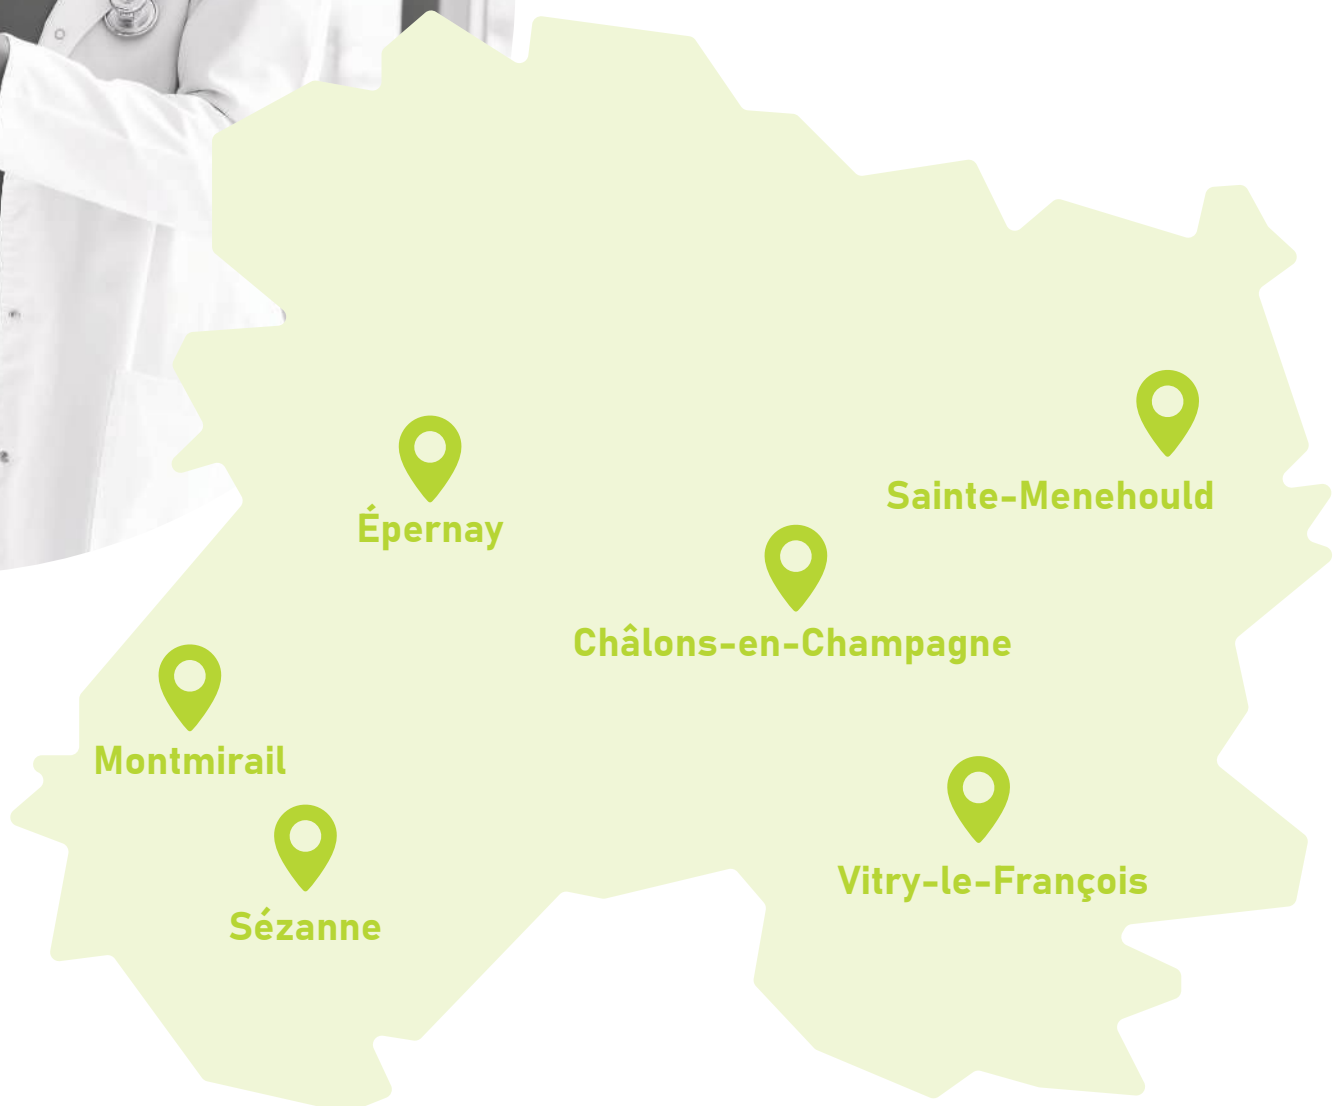 Sainte-Menehould
Épernay
Châlons-en-Champagne
Montmirail
Vitry-le-François
Sézanne